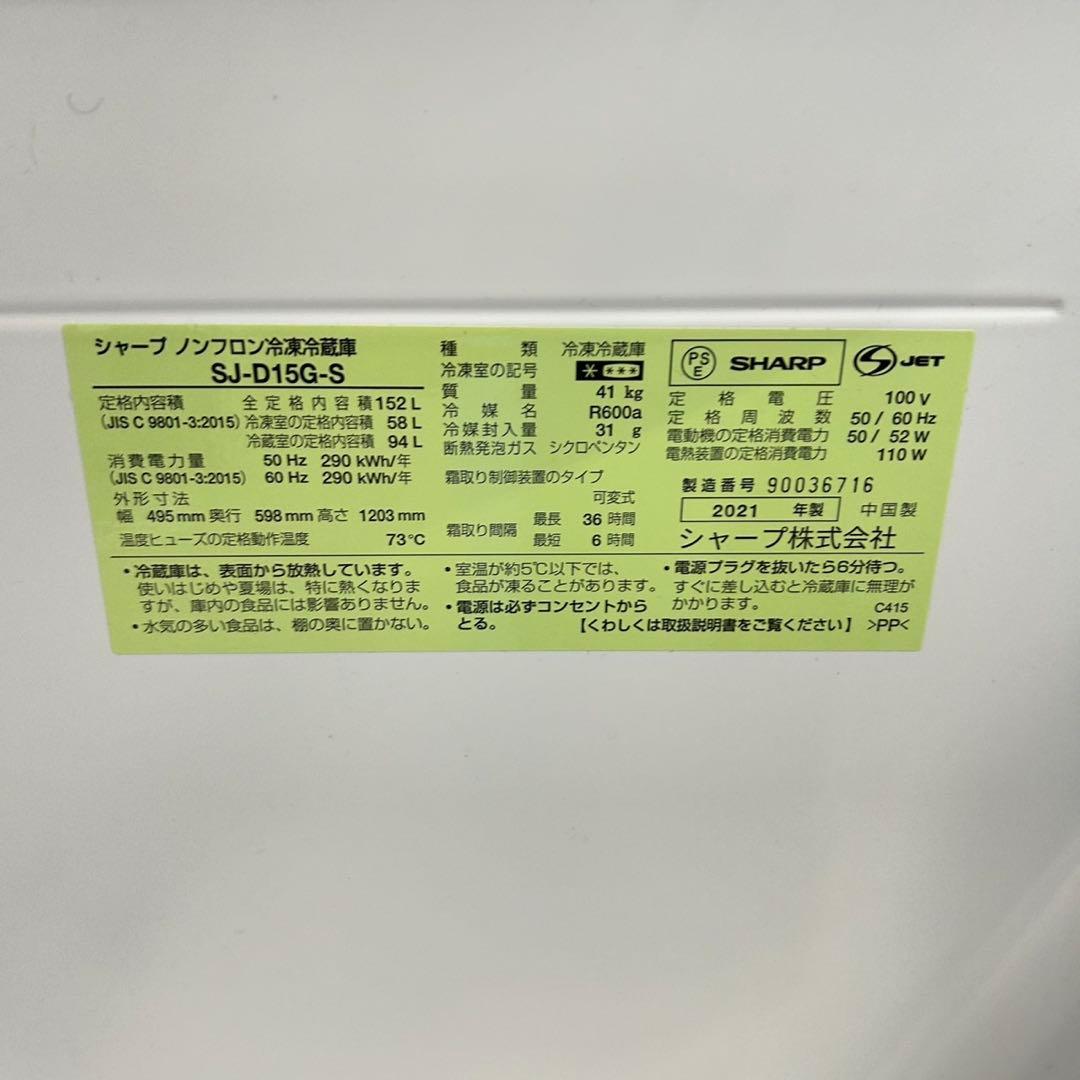 シャープ ノンフロン冷凍冷蔵庫
SJ-D15G-S
定格内容積 全定格内容積 152 L
(JIS C 9801-3:2015) 冷凍室の定格内容積 58 L
冷蔵室の定格内容積 94 L
消費電力量 50 Hz 290 kWh/年
(JIS C 9801-3:2015) 60 Hz 290 kWh/年
外形寸法
幅 495 mm 奥行 598 mm 高さ 1203 mm
温度ヒューズの定格動作温度 73℃
種類 冷凍冷蔵庫
冷凍室の記号 ****
質量 41 kg
冷媒名 R600a
冷媒封入量 31 g
断熱発泡ガス シクロペンタン
霜取り制御装置のタイプ
可変式
霜取り間隔 最長 36 時間
最短 6 時間
PSE SHARP S JET
定格電圧 100 V
定格周波数 50 / 60 Hz
電動機の定格消費電力 50 / 52 W
電熱装置の定格消費電力 110 W
製造番号 90036716
2021 年製 中国製
シャープ株式会社
・冷蔵庫は、表面から放熱しています。
使いはじめや夏場は、特に熱くなりま
すが、庫内の食品には影響ありません。
・水気の多い食品は、棚の奥に置かない。
・室温が約5℃以下では、
食品が凍ることがあります。
・電源は必ずコンセントから
とる。
・電源プラグを抜いたら6分待つ。
すぐに差し込むと冷蔵庫に無理が
かかります。 C415
【くわしくは取扱説明書をご覧ください】 >PP<